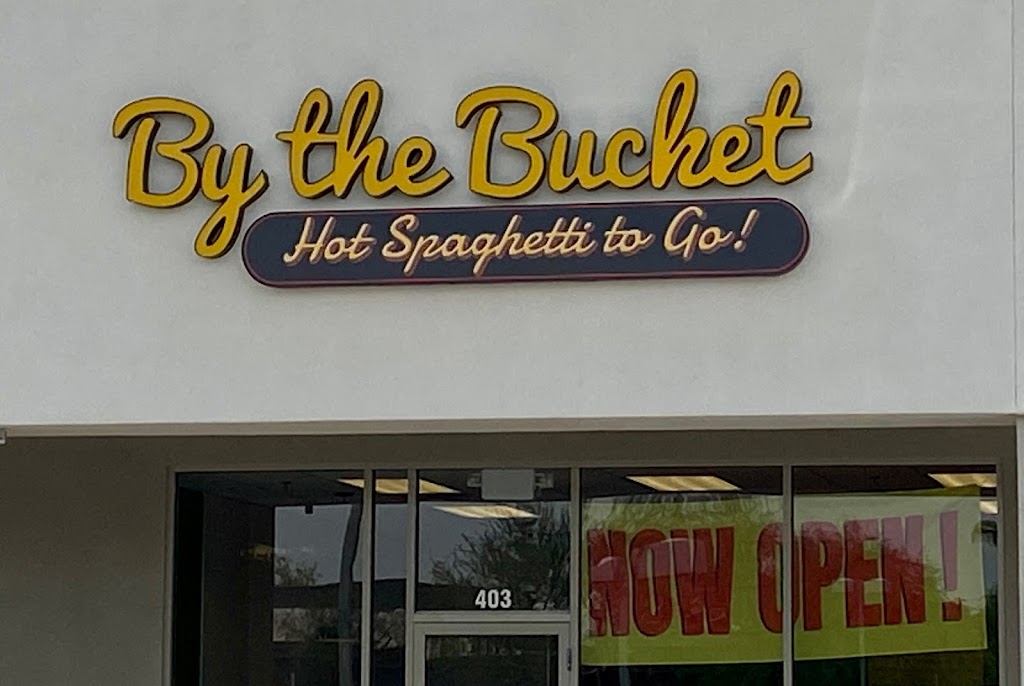 By the Bucket
Hot Spaghetti to Go!
403
NOW OPEN!